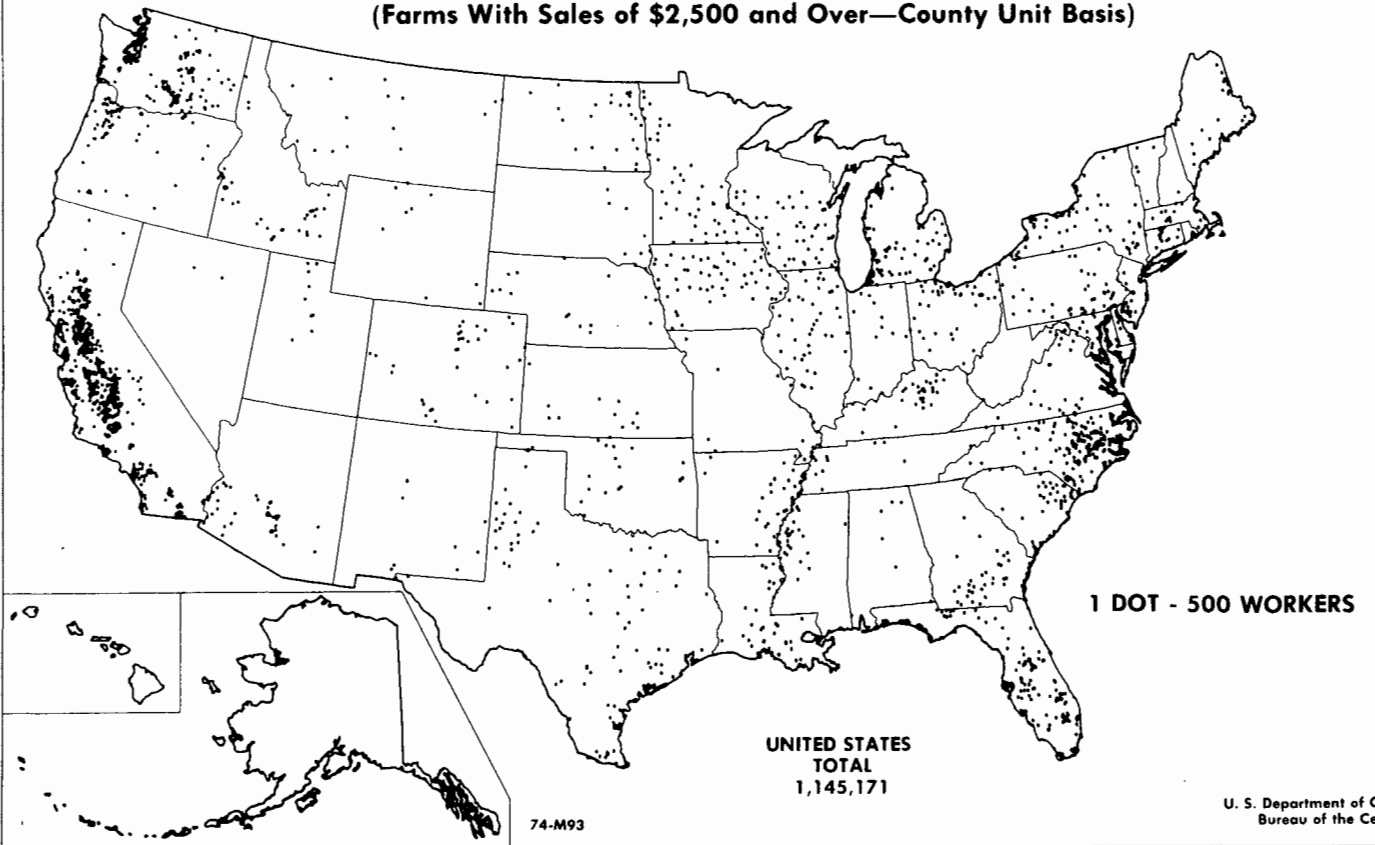 (Farms With Sales of $2,500 and Over—County Unit Basis)
1 DOT - 500 WORKERS
UNITED STATES
TOTAL
1,145,171
74-M93
U. S. Department of
Bureau of the